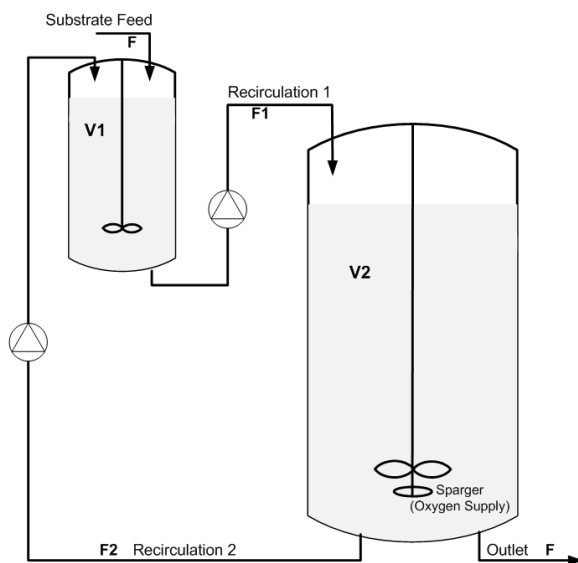 Substrate Feed
F
Recirculation 1
F1
V1
V2
Sparger
(Oxygen Supply)
F2 Recirculation 2
Outlet F